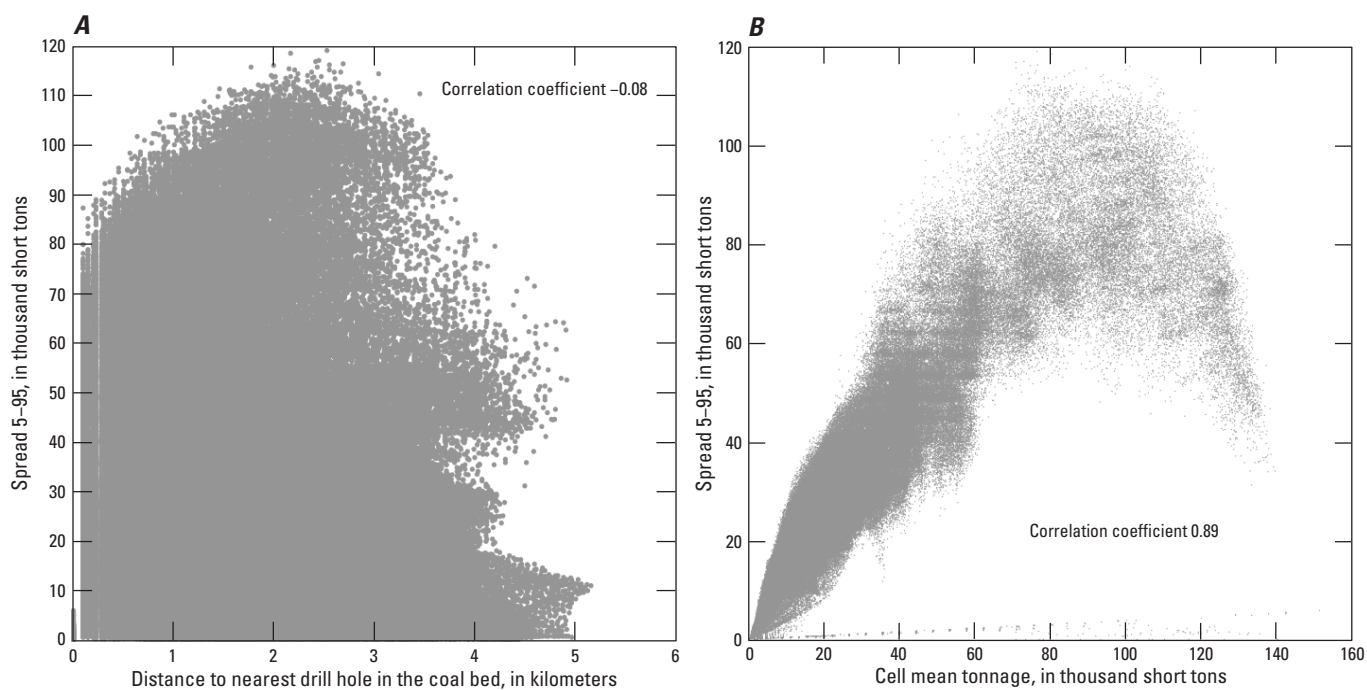 A
120
110
100
90
80
70
60
50
40
30
20
10
0
Spread 5–95, in thousand short tons
Correlation coefficient –0.08
0 1 2 3 4 5 6
Distance to nearest drill hole in the coal bed, in kilometers
B
120
100
80
60
40
20
0
Spread 5–95, in thousand short tons
Correlation coefficient 0.89
0 20 40 60 80 100 120 140 160
Cell mean tonnage, in thousand short tons